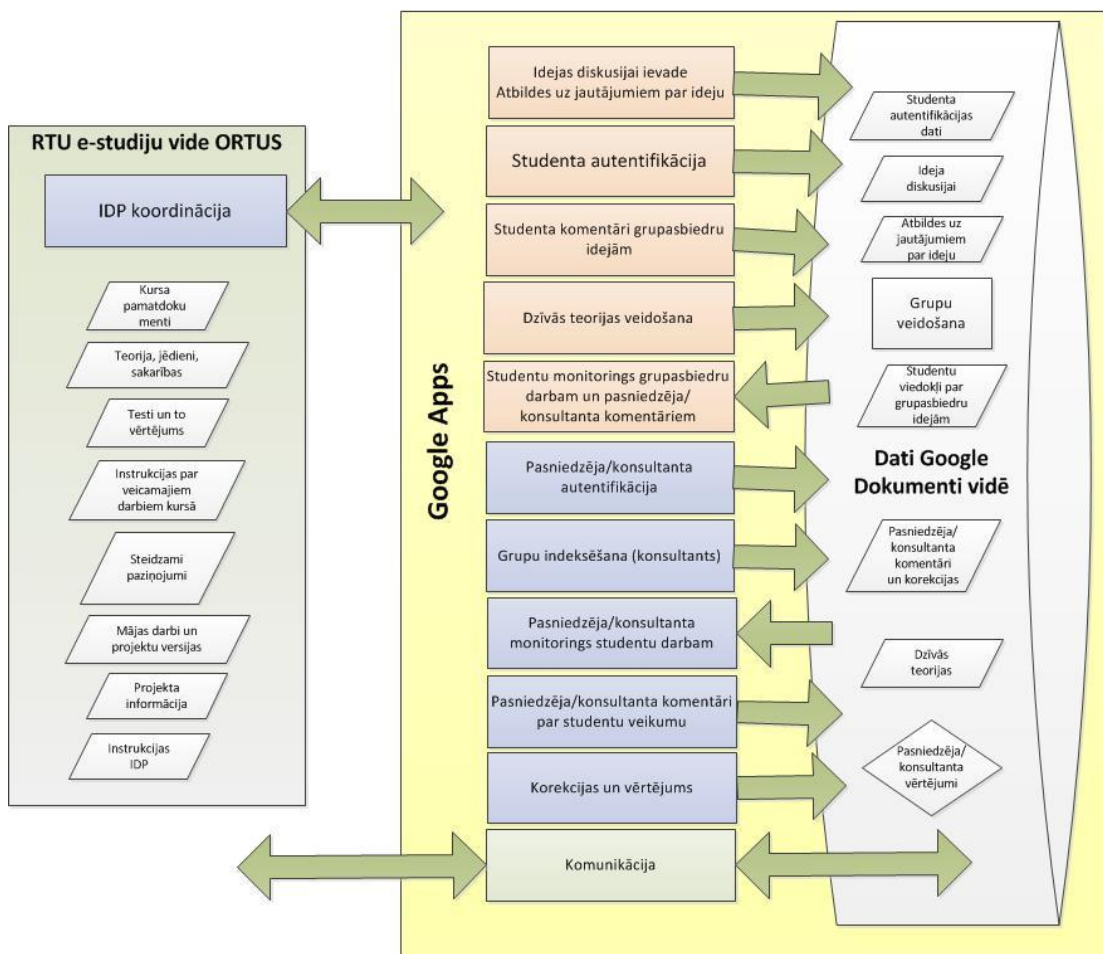 RTU e-studiju vide ORTUS
IDP koordinācija
Kursa
pamatdoku
menti
Teorija, jēdieni,
sakarības
Testi un to
vērtējums
Instrukcijas par
veicamajiem
darbiem kursā
Steidzami
paziņojumi
Mājas darbi un
projektu versijas
Projekta
informācija
Instrukcijas
IDP
Google Apps
Idejas diskusijai ievade
Atbildes uz jautājumiem par ideju
Studenta autentifikācija
Studenta komentāri grupasbiedru
idejām
Dzīvās teorijas veidošana
Studentu monitorings grupasbiedru
darbam un pasniedzēja/
konsultanta komentāriem
Pasniedzēja/konsultanta
autentifikācija
Grupu indeksēšana (konsultants)
Pasniedzēja/konsultanta
monitorings studentu darbam
Pasniedzēja/konsultanta komentāri
par studentu veikumu
Korekcijas un vērtējums
Komunikācija
Studenta
autentifikācijas
dati
Ideja
diskusijai
Atbildes uz
jautājumiem
par ideju
Grupu
veidošana
Studentu
viedokļi par
grupasbiedru
idejām
Dati Google
Dokumenti vidē
Pasniedzēja/
konsultanta
komentāri
un korekcijas
Dzīvās
teorijas
Pasniedzēja/
konsultanta
vērtējumi